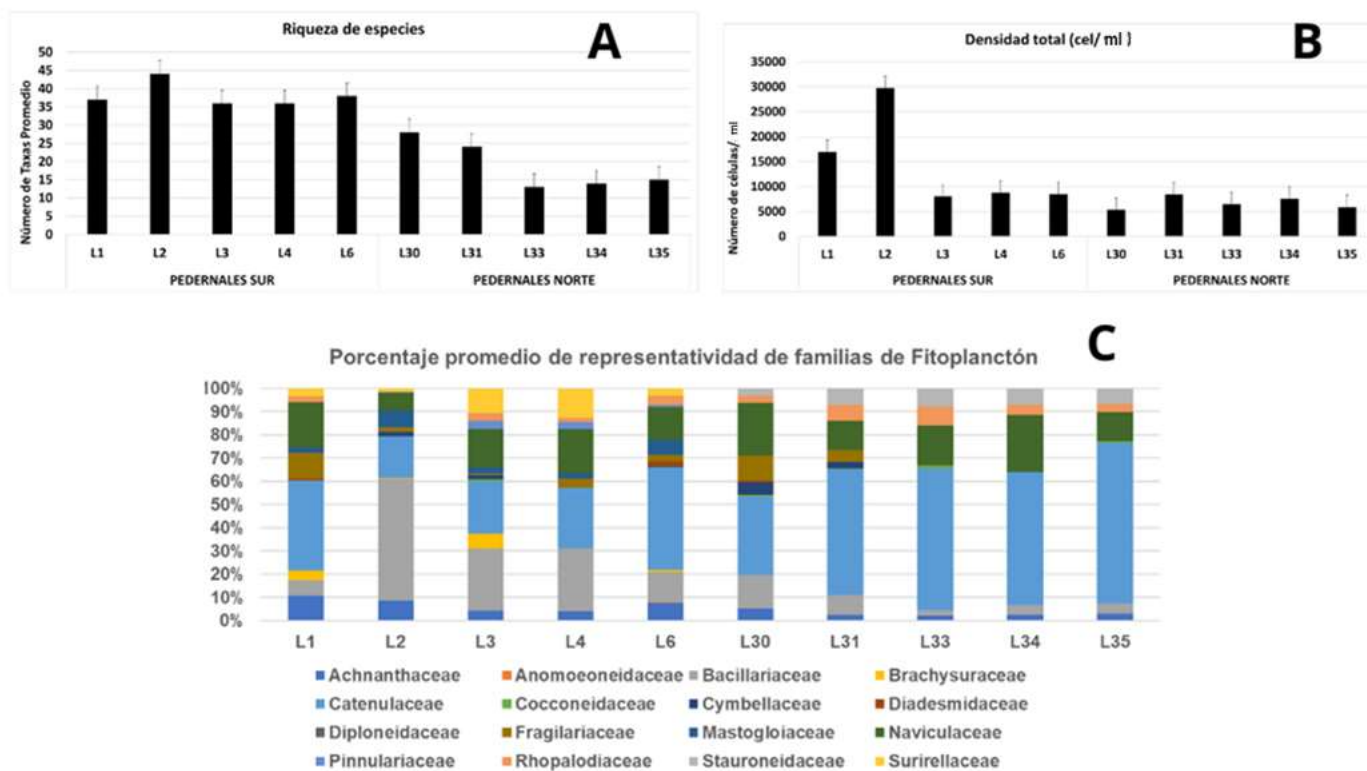 Riqueza de especies
A
Número de Taxas Promedio
50
45
40
35
30
25
20
15
10
5
0
L1 L2 L3 L4 L6 L30 L31 L33 L34 L35
PEDERNALES SUR PEDERNALES NORTE
Densidad total (cel/ ml )
B
Número de células/ ml
35000
30000
25000
20000
15000
10000
5000
0
L1 L2 L3 L4 L6 L30 L31 L33 L34 L35
PEDERNALES SUR PEDERNALES NORTE
Porcentaje promedio de representatividad de familias de Fitoplanctón
C
100%
90%
80%
70%
60%
50%
40%
30%
20%
10%
0%
L1 L2 L3 L4 L6 L30 L31 L33 L34 L35
Achnanthaceae Anomoeoneidaceae Bacillariaceae Brachysuraceae
Catenulaceae Cocconeidaceae Cymbellaceae Diadesmidaceae
Diploneidaceae Fragilariaceae Mastogloiaceae Naviculaceae
Pinnulariaceae Rhopalodiaceae Stauroneidaceae Surirellaceae